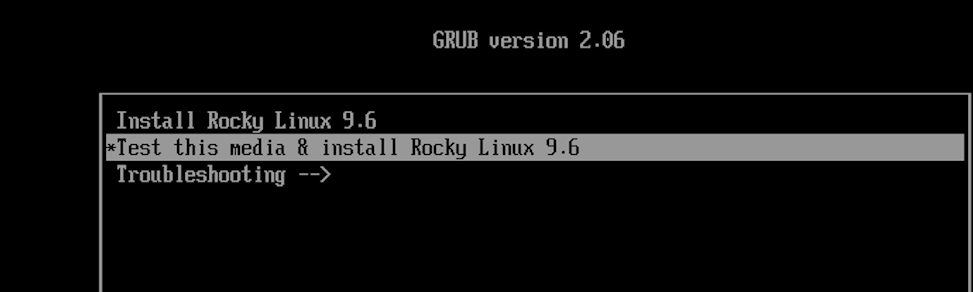 GRUB version 2.06
Install Rocky Linux 9.6
*Test this media & install Rocky Linux 9.6
Troubleshooting -->